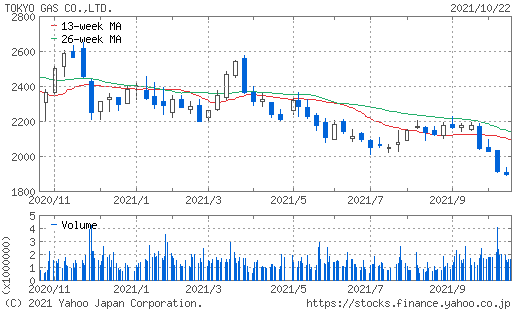 TOKYO GAS CO.,LTD. 2021/10/22
2800
13-week MA
26-week MA
2600
2400
2200
2000
1800
2020/11 2021/1 2021/3 2021/5 2021/7 2021/9
5
Volume
4
3
2
1
0
(x1000000)
2020/11 2021/1 2021/3 2021/5 2021/7 2021/9
(C) 2021 Yahoo Japan Corporation. https://stocks.finance.yahoo.co.jp/